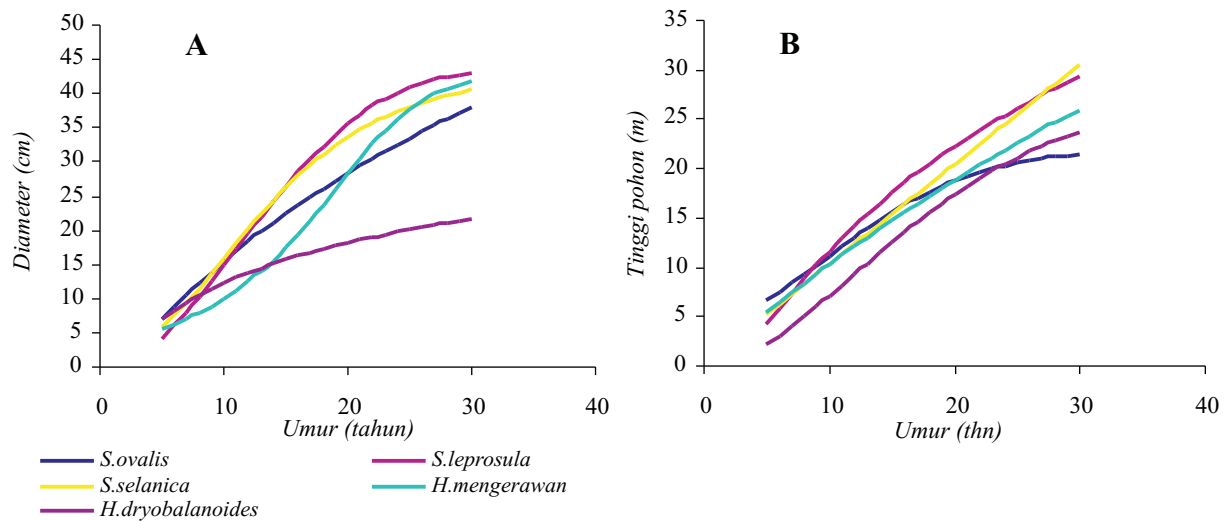 A
Diameter (cm)
50
45
40
35
30
25
20
15
10
5
0
0 10 20 30 40
Umur (tahun)
B
Tinggi pohon (m)
35
30
25
20
15
10
5
0
0 10 20 30 40
Umur (thn)
S.ovalis S.leprosula
S.selanica H.mengerawan
H.dryobalanoides